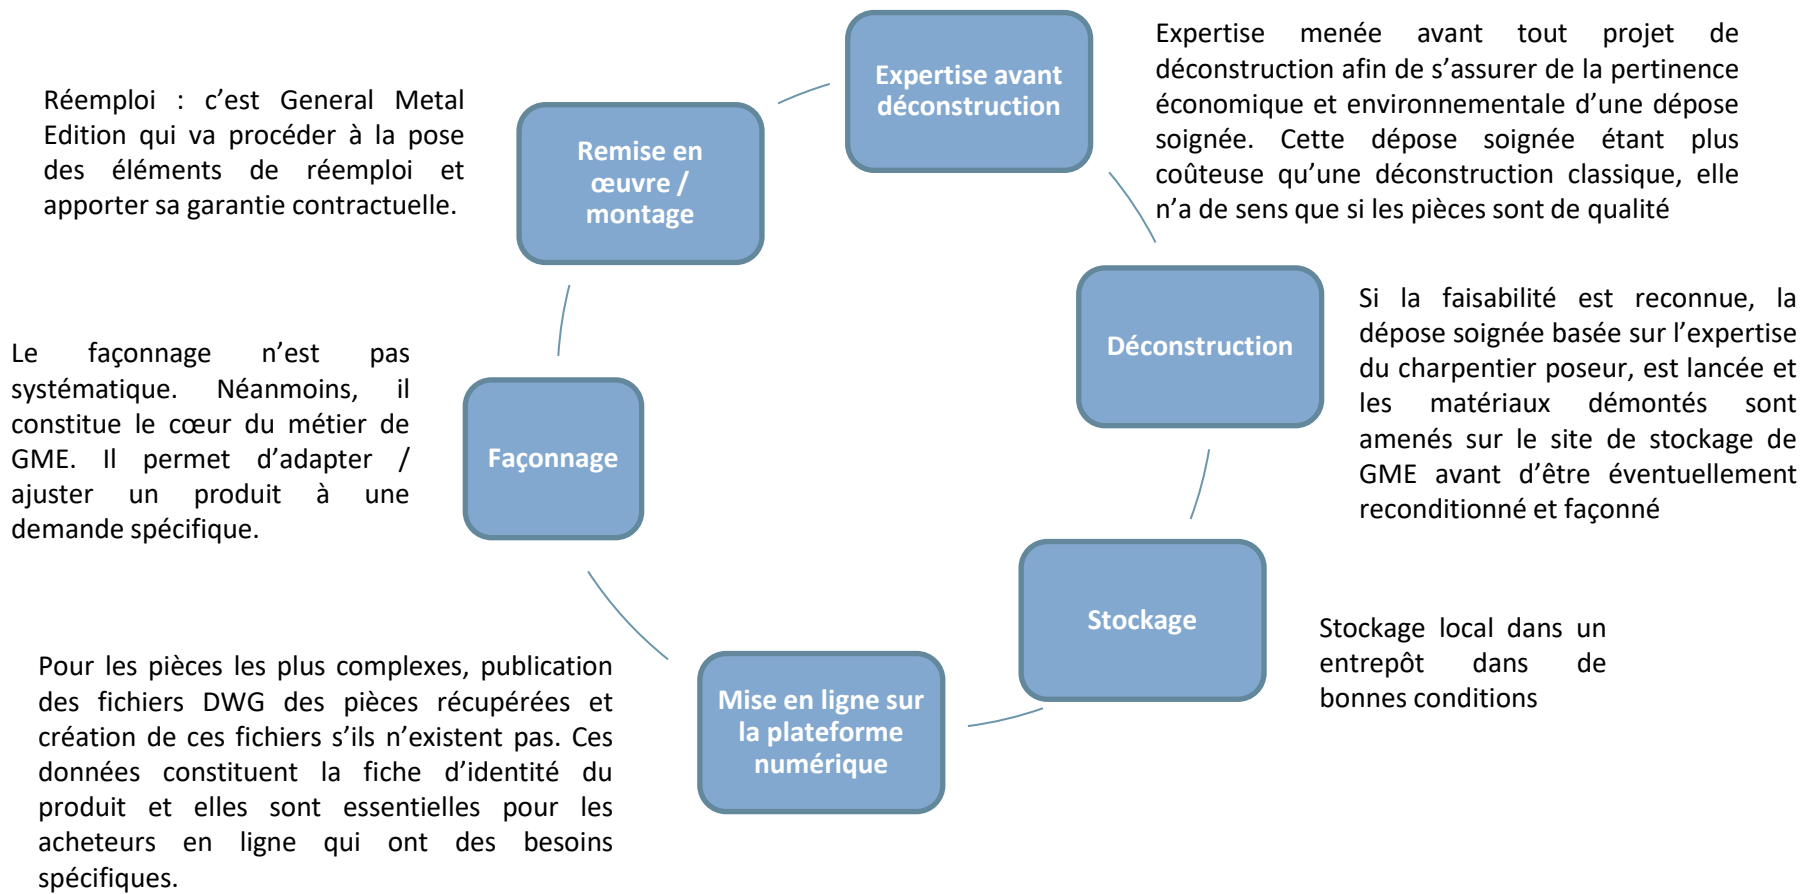 Expertise avant
déconstruction
Expertise menée avant tout projet de
déconstruction afin de s’assurer de la pertinence
économique et environnementale d’une dépose
soignée. Cette dépose soignée étant plus
coûteuse qu’une déconstruction classique, elle
n’a de sens que si les pièces sont de qualité
Déconstruction
Si la faisabilité est reconnue, la
dépose soignée basée sur l’expertise
du charpentier poseur, est lancée et
les matériaux démontés sont
amenés sur le site de stockage de
GME avant d’être éventuellement
reconditionné et façonné
Stockage
Stockage local dans un
entrepôt dans de
bonnes conditions
Mise en ligne sur
la plateforme
numérique
Pour les pièces les plus complexes, publication
des fichiers DWG des pièces récupérées et
création de ces fichiers s’ils n’existent pas. Ces
données constituent la fiche d’identité du
produit et elles sont essentielles pour les
acheteurs en ligne qui ont des besoins
spécifiques.
Façonnage
Le façonnage n’est pas
systématique. Néanmoins, il
constitue le cœur du métier de
GME. Il permet d’adapter /
ajuster un produit à une
demande spécifique.
Remise en
œuvre /
montage
Réemploi : c’est General Metal
Edition qui va procéder à la pose
des éléments de réemploi et
apporter sa garantie contractuelle.